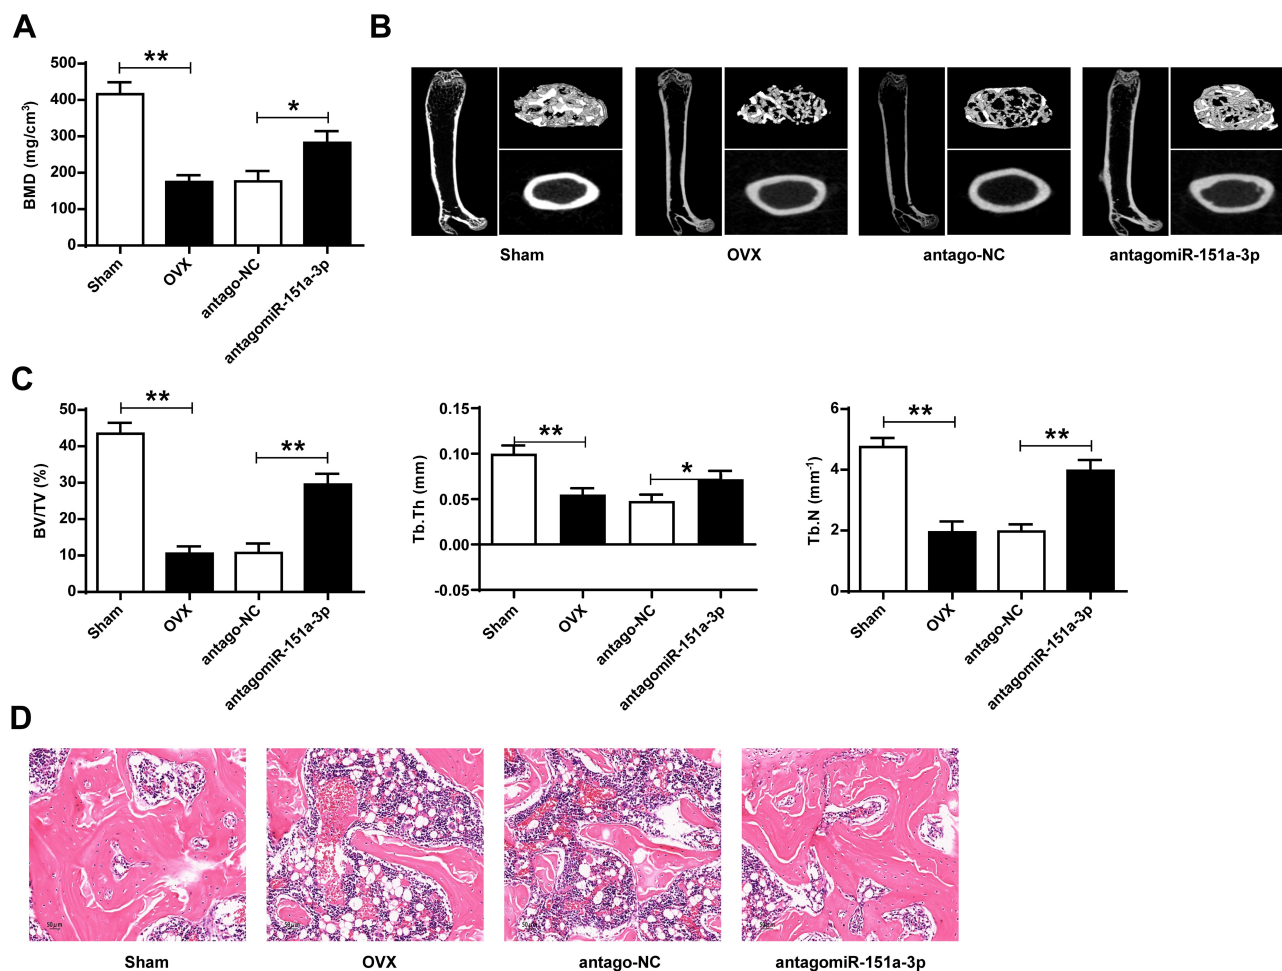 A
B
**
*
500
400
300
200
100
0
BMD (mg/cm³)
Sham
OVX
antago-NC
antagomiR-151a-3p
Sham
OVX
antago-NC
antagomiR-151a-3p
C
**
**
50
40
30
20
10
0
BV/TV (%)
Sham
OVX
antago-NC
antagomiR-151a-3p
**
*
0.15
0.10
0.05
0.00
-0.05
Tb.Th (mm)
Sham
OVX
antago-NC
antagomiR-151a-3p
**
**
6
4
2
0
Tb.N (mm⁻¹)
Sham
OVX
antago-NC
antagomiR-151a-3p
D
50μm
50μm
50μm
50μm
Sham
OVX
antago-NC
antagomiR-151a-3p